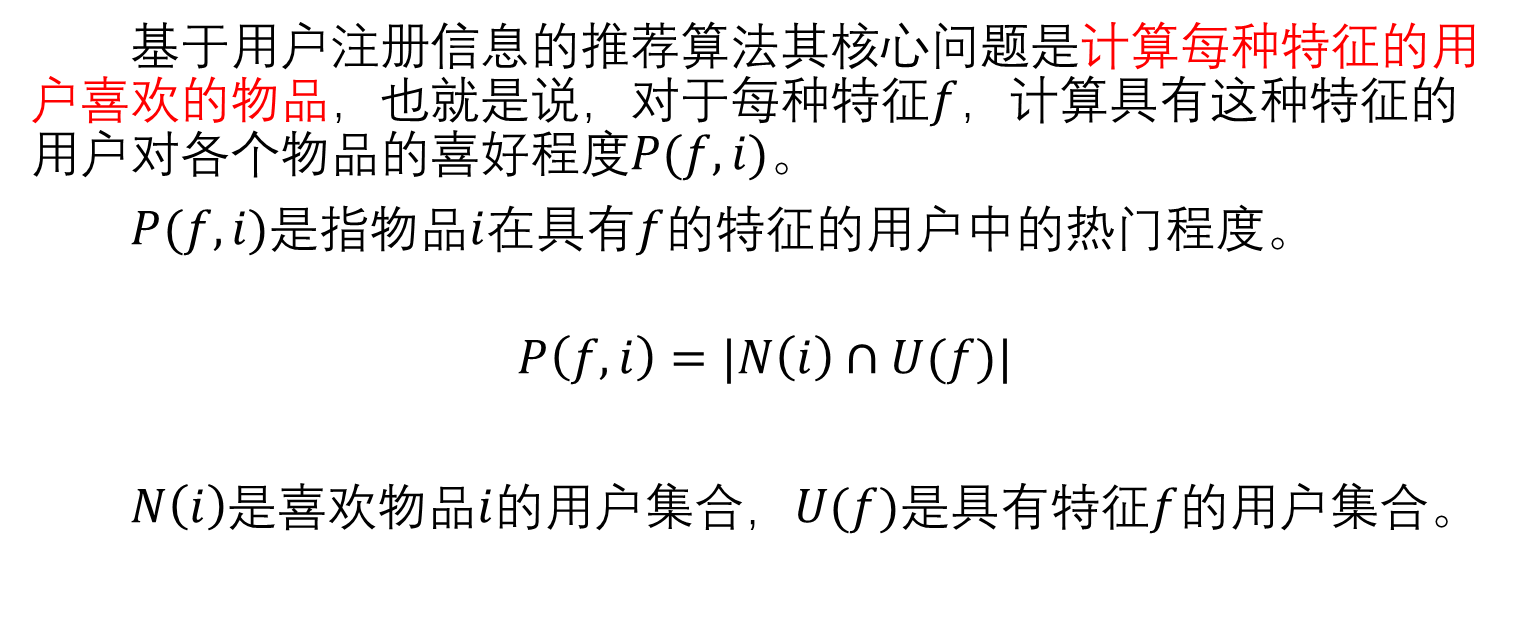 基于用户注册信息的推荐算法其核心问题是计算每种特征的用
户喜欢的物品，也就是说，对于每种特征f，计算具有这种特征的
用户对各个物品的喜好程度P(f,i)。
P(f,i)是指物品i在具有f的特征的用户中的热门程度。
P(f,i) = |N(i) ∩ U(f)|
N(i)是喜欢物品i的用户集合，U(f)是具有特征f的用户集合。